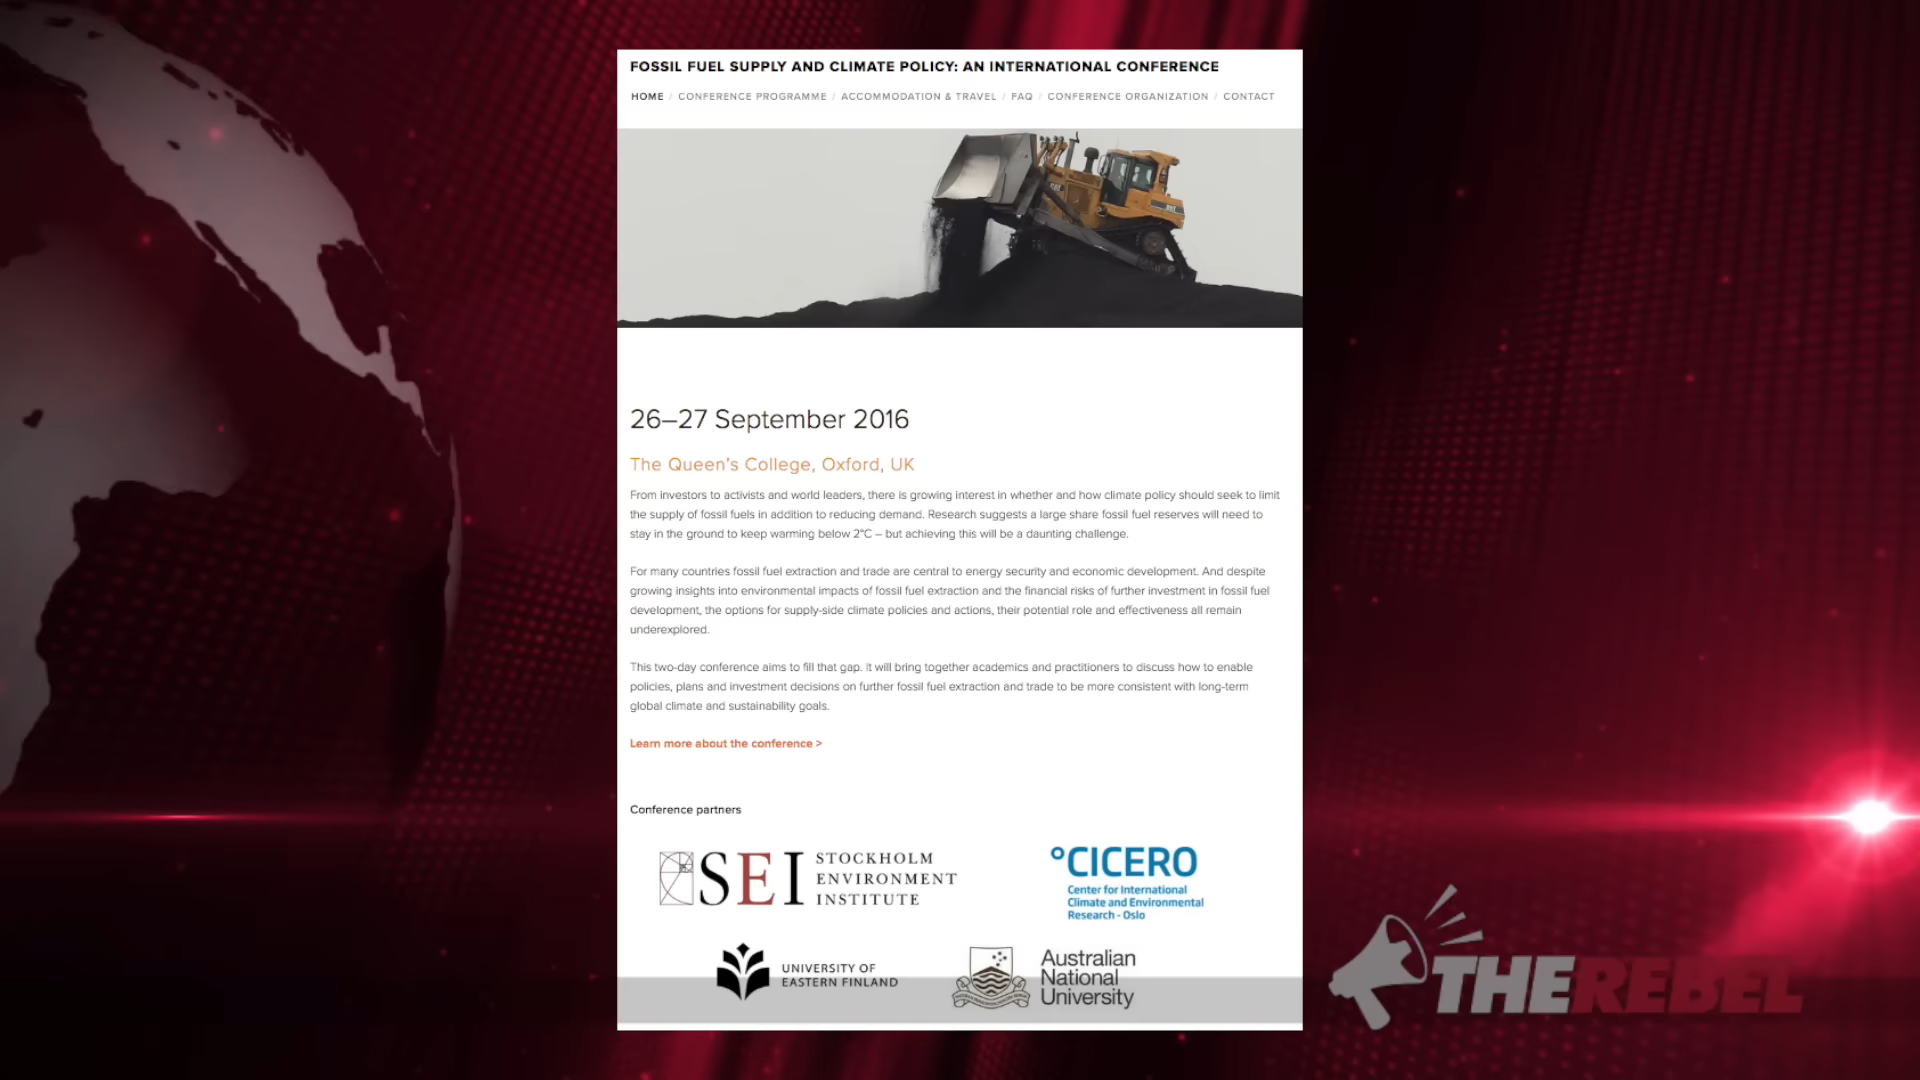 FOSSIL FUEL SUPPLY AND CLIMATE POLICY: AN INTERNATIONAL CONFERENCE
HOME / CONFERENCE PROGRAMME / ACCOMMODATION & TRAVEL / FAQ / CONFERENCE ORGANIZATION / CONTACT
26–27 September 2016
The Queen's College, Oxford, UK
From investors to activists and world leaders, there is growing interest in whether and how climate policy should seek to limit
the supply of fossil fuels in addition to reducing demand. Research suggests a large share fossil fuel reserves will need to
stay in the ground to keep warming below 2°C – but achieving this will be a daunting challenge.
For many countries fossil fuel extraction and trade are central to energy security and economic development. And despite
growing insights into environmental impacts of fossil fuel extraction and the financial risks of further investment in fossil fuel
development, the options for supply-side climate policies and actions, their potential role and effectiveness all remain
underexplored.
This two-day conference aims to fill that gap. It will bring together academics and practitioners to discuss how to enable
policies, plans and investment decisions on further fossil fuel extraction and trade to be more consistent with long-term
global climate and sustainability goals.
Learn more about the conference >
Conference partners
SEI STOCKHOLM
ENVIRONMENT
INSTITUTE
°CICERO
Center for International
Climate and Environmental
Research - Oslo
UNIVERSITY OF
EASTERN FINLAND
Australian
National
University
THEREBEL